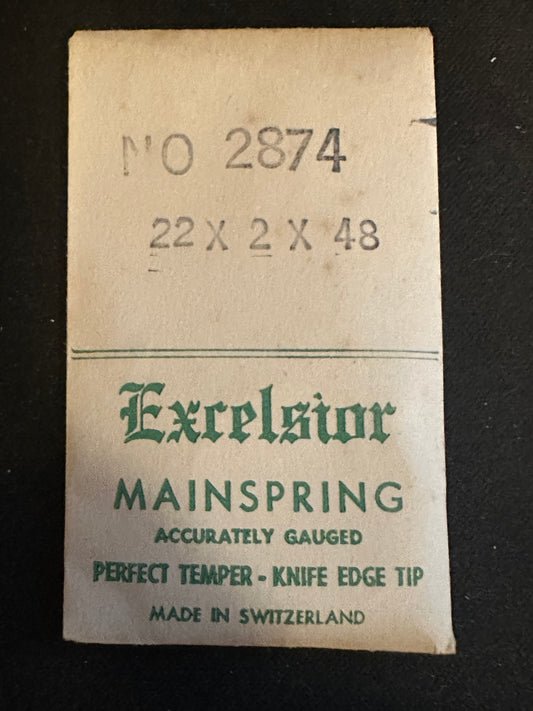 NO 2874
22 X 2 X 48
Excelsior
MAINSPRING
ACCURATELY GAUGED
PERFECT TEMPER - KNIFE EDGE TIP
MADE IN SWITZERLAND